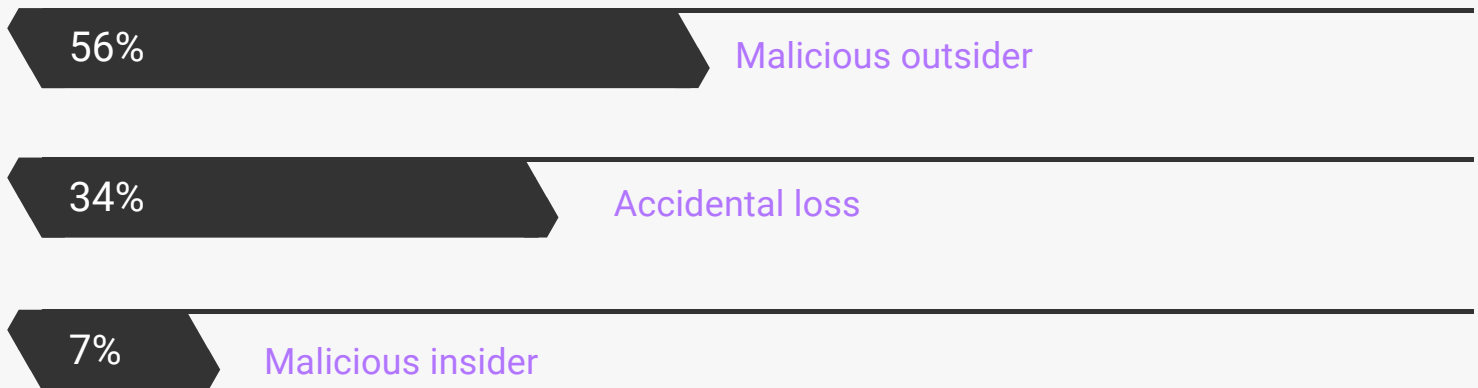 56%
Malicious outsider
34%
Accidental loss
7%
Malicious insider